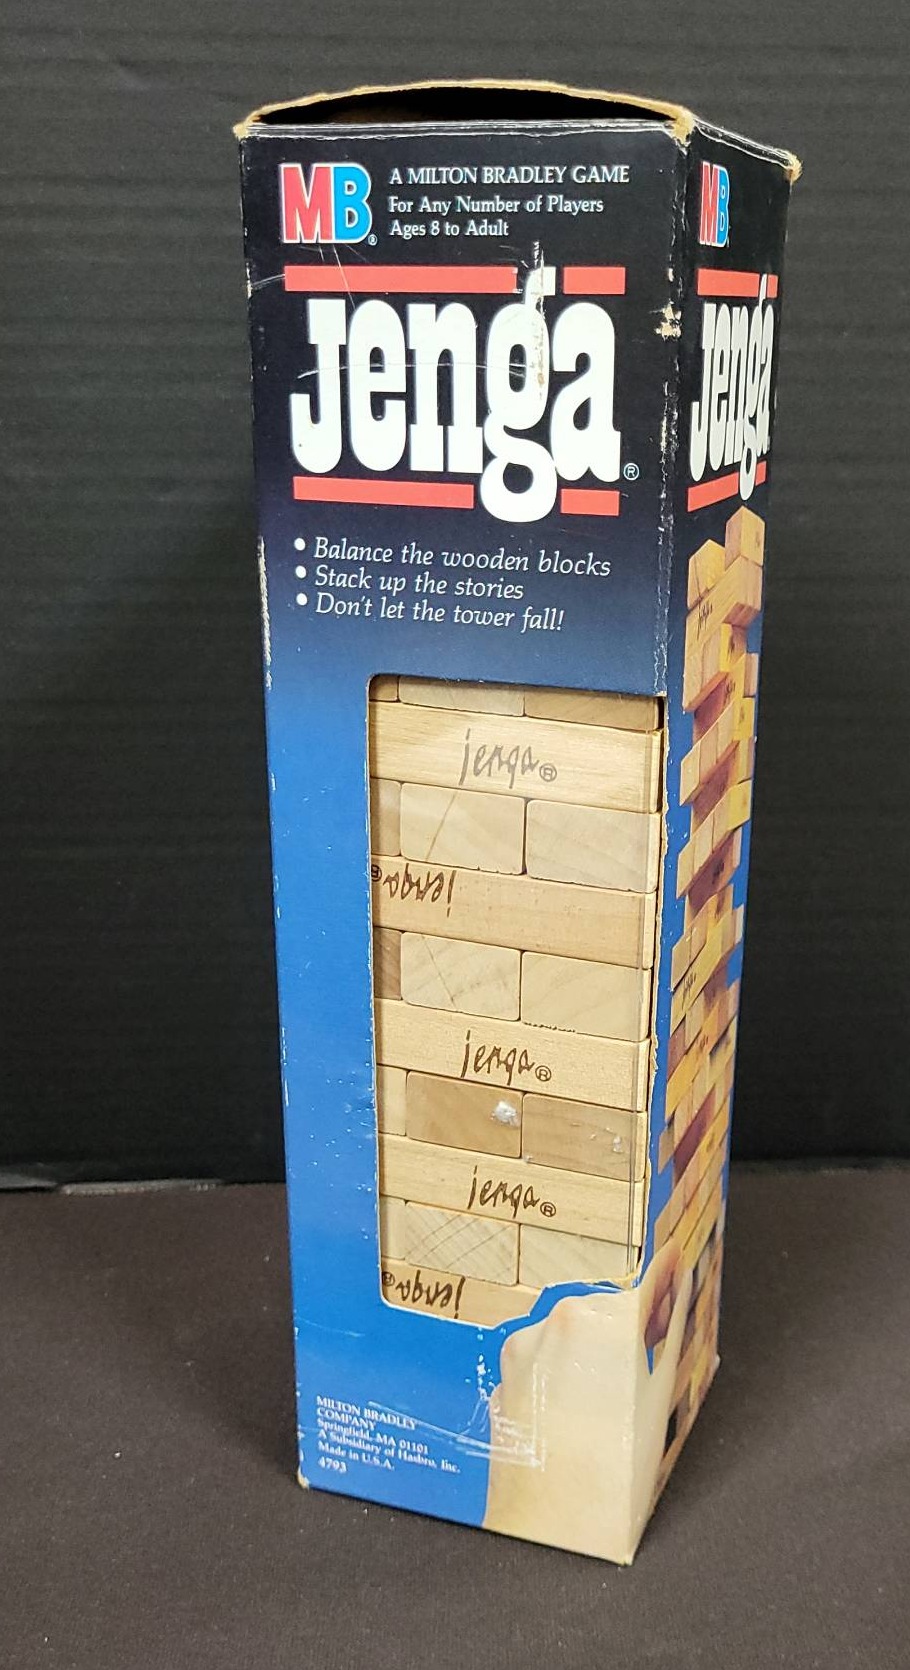 MB®
A MILTON BRADLEY GAME
For Any Number of Players
Ages 8 to Adult
Jenga®
• Balance the wooden blocks
• Stack up the stories
• Don't let the tower fall!
jenga®
jenga®
jenga®
jenga®
jenga®
MILTON BRADLEY
COMPANY
Springfield, MA 01101
A Subsidiary of Hasbro, Inc.
Made in U.S.A.
4793
MB
Jenga